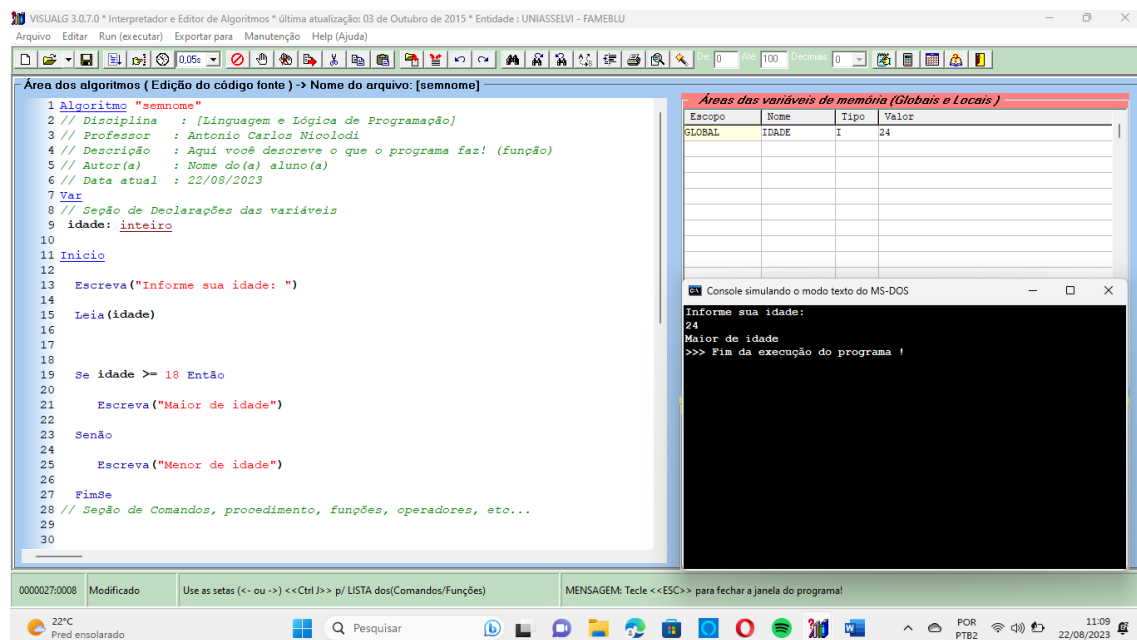 VISUALG 3.0.7.0 * Interpretador e Editor de Algoritmos * última atualização: 03 de Outubro de 2015 * Entidade : UNIASSELVI - FAMEBLU
Arquivo Editar Run (executar) Exportar para Manutenção Help (Ajuda)
0,05s De: 0 Até 100 Decimais: 0
Área dos algoritmos ( Edição do código fonte ) -> Nome do arquivo: [semnome]
1 Algoritmo "semnome"
2 // Disciplina : [Linguagem e Lógica de Programação]
3 // Professor : Antonio Carlos Nicolodi
4 // Descrição : Aqui você descreve o que o programa faz! (função)
5 // Autor(a) : Nome do(a) aluno(a)
6 // Data atual : 22/08/2023
7 Var
8 // Seção de Declarações das variáveis
9 idade: inteiro
10
11 Inicio
12
13 Escreva("Informe sua idade: ")
14
15 Leia(idade)
16
17
18
19 Se idade >= 18 Então
20
21 Escreva("Maior de idade")
22
23 Senão
24
25 Escreva("Menor de idade")
26
27 FimSe
28 // Seção de Comandos, procedimento, funções, operadores, etc...
29
30
Áreas das variáveis de memória (Globais e Locais )
Escopo Nome Tipo Valor
GLOBAL IDADE I 24
Console simulando o modo texto do MS-DOS
Informe sua idade:
24
Maior de idade
>>> Fim da execução do programa !
0000027:0008 Modificado Use as setas (<- ou ->) <<Ctrl J>> p/ LISTA dos(Comandos/Funções) MENSAGEM: Tecle <<ESC>> para fechar a janela do programa!
22°C
Pred ensolarado
Pesquisar
POR
PTB2
11:09
22/08/2023